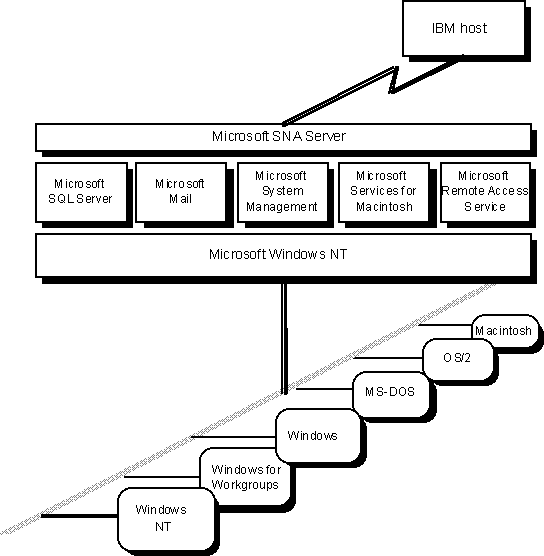 IBM host
Microsoft SNA Server
Microsoft
SQL Server
Microsoft
Mail
Microsoft
System
Management
Microsoft
Services for
Macintosh
Microsoft
Remote Access
Service
Microsoft Windows NT
Macintosh
OS/2
MS-DOS
Windows
Windows for
Workgroups
Windows
NT